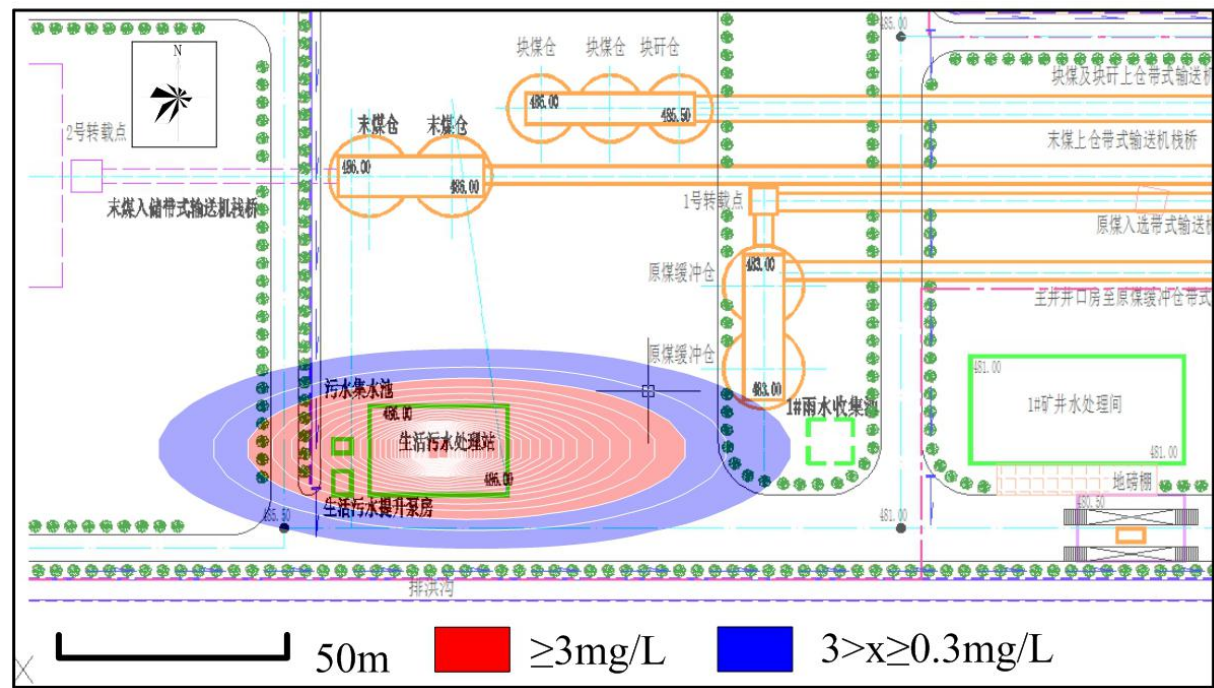 485.00
N
块煤仓 块煤仓 块矸仓
块煤及块矸上仓带式输送机
486.00
485.50
2号转载点
末煤仓 末煤仓
末煤上仓带式输送机栈桥
486.00
486.00
末煤入储带式输送机栈桥
1号转载点
原煤入选带式输送机
483.00
原煤缓冲仓
主井井口房至原煤缓冲仓带式
原煤缓冲仓
481.00
483.00
污水集水池
486.00
1#雨水收集池
1#矿井水处理间
生活污水处理站
481.00
486.00
地磅棚
生活污水提升泵房
480.50
485.50
481.00
排洪沟
50m
≥3mg/L
3>x≥0.3mg/L
X